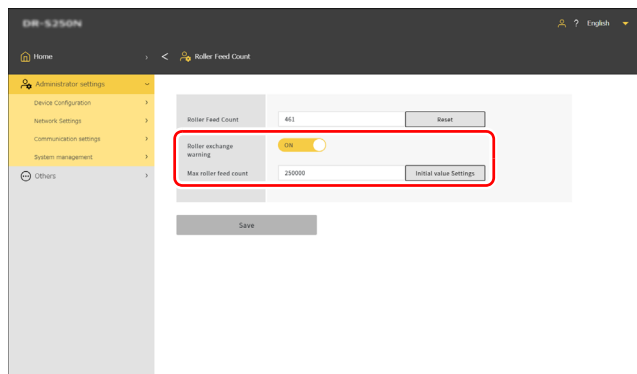 DR-S250N
? English
Home
< Roller Feed Count
Administrator settings
Device Configuration
Network Settings
Communication settings
System management
Others
Roller Feed Count 461 Reset
Roller exchange
warning
ON
Max roller feed count 250000 Initial value Settings
Save